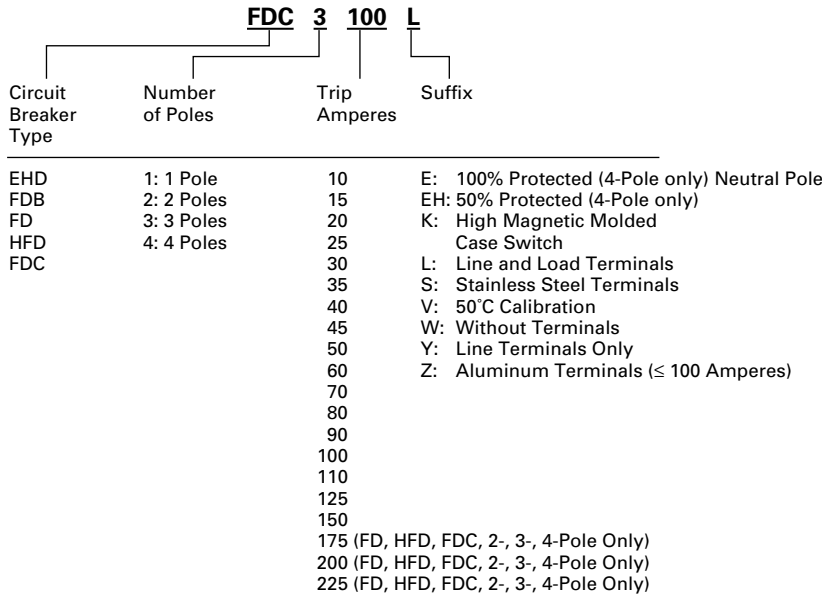 FDC 3 100 L
Circuit Breaker Type
Number of Poles
Trip Amperes
Suffix
EHD
FDB
FD
HFD
FDC
1: 1 Pole
2: 2 Poles
3: 3 Poles
4: 4 Poles
10
15
20
25
30
35
40
45
50
60
70
80
90
100
110
125
150
175 (FD, HFD, FDC, 2-, 3-, 4-Pole Only)
200 (FD, HFD, FDC, 2-, 3-, 4-Pole Only)
225 (FD, HFD, FDC, 2-, 3-, 4-Pole Only)
E: 100% Protected (4-Pole only) Neutral Pole
EH: 50% Protected (4-Pole only)
K: High Magnetic Molded
Case Switch
L: Line and Load Terminals
S: Stainless Steel Terminals
V: 50˚C Calibration
W: Without Terminals
Y: Line Terminals Only
Z: Aluminum Terminals (≤ 100 Amperes)